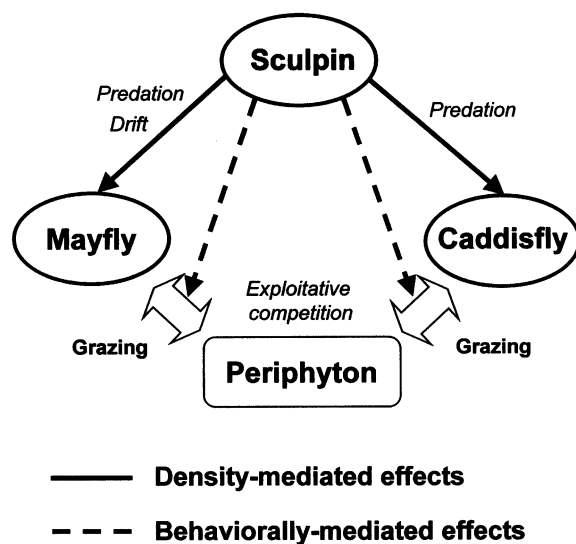 Sculpin
Predation
Drift
Predation
Mayfly
Caddisfly
Exploitative
competition
Grazing
Grazing
Periphyton
Density-mediated effects
Behaviorally-mediated effects